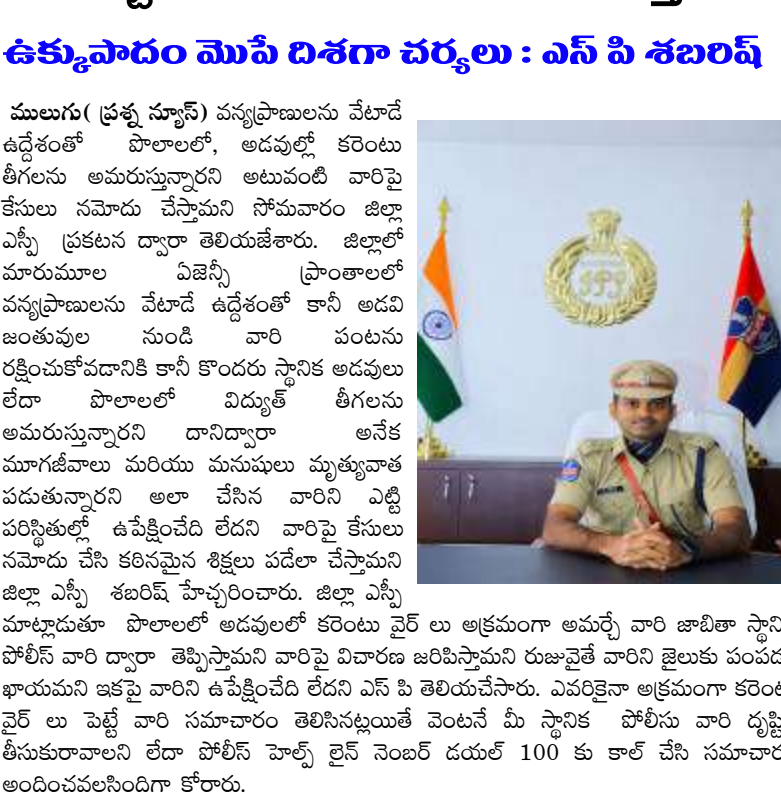 ఉక్కుపాదం మోపే దిశగా చర్యలు : ఎస్ పి శబరిష్
ములుగు( ప్రశ్న న్యూస్) వన్యప్రాణులను వేటాడే
ఉద్దేశంతో పొలాలలో, అడవుల్లో కరెంటు
తీగలను అమరుస్తున్నారని అటువంటి వారిపై
కేసులు నమోదు చేస్తామని సోమవారం జిల్లా
ఎస్పీ ప్రకటన ద్వారా తెలియజేశారు. జిల్లాలో
మారుమూల ఏజెన్సీ ప్రాంతాలలో
వన్యప్రాణులను వేటాడే ఉద్దేశంతో కానీ అడవి
జంతువుల నుండి వారి పంటను
రక్షించుకోవడానికి కానీ కొందరు స్థానిక అడవులు
లేదా పొలాలలో విద్యుత్ తీగలను
అమరుస్తున్నారని దానిద్వారా అనేక
మూగజీవాలు మరియు మనుషులు మృత్యువాత
పడుతున్నారని అలా చేసిన వారిని ఎట్టి
పరిస్థితుల్లో ఉపేక్షించేది లేదని వారిపై కేసులు
నమోదు చేసి కఠినమైన శిక్షలు పడేలా చేస్తామని
జిల్లా ఎస్పీ శబరిష్ హేచ్చరించారు. జిల్లా ఎస్పీ
మాట్లాడుతూ పొలాలలో అడవులలో కరెంటు వైర్ లు అక్రమంగా అమర్చే వారి జాబితా స్థాని
పోలీస్ వారి ద్వారా తెప్పిస్తామని వారిపై విచారణ జరిపిస్తామని రుజువైతే వారిని జైలుకు పంపడ
ఖాయమని ఇకపై వారిని ఉపేక్షించేది లేదని ఎస్ పి తెలియచేసారు. ఎవరికైనా అక్రమంగా కరెంట
వైర్ లు పెట్టే వారి సమాచారం తెలిసినట్లయితే వెంటనే మీ స్థానిక పోలీసు వారి దృష్టి
తీసుకురావాలని లేదా పోలీస్ హెల్ప్ లైన్ నెంబర్ డయల్ 100 కు కాల్ చేసి సమాచార
అందించవలసిందిగా కోరారు.